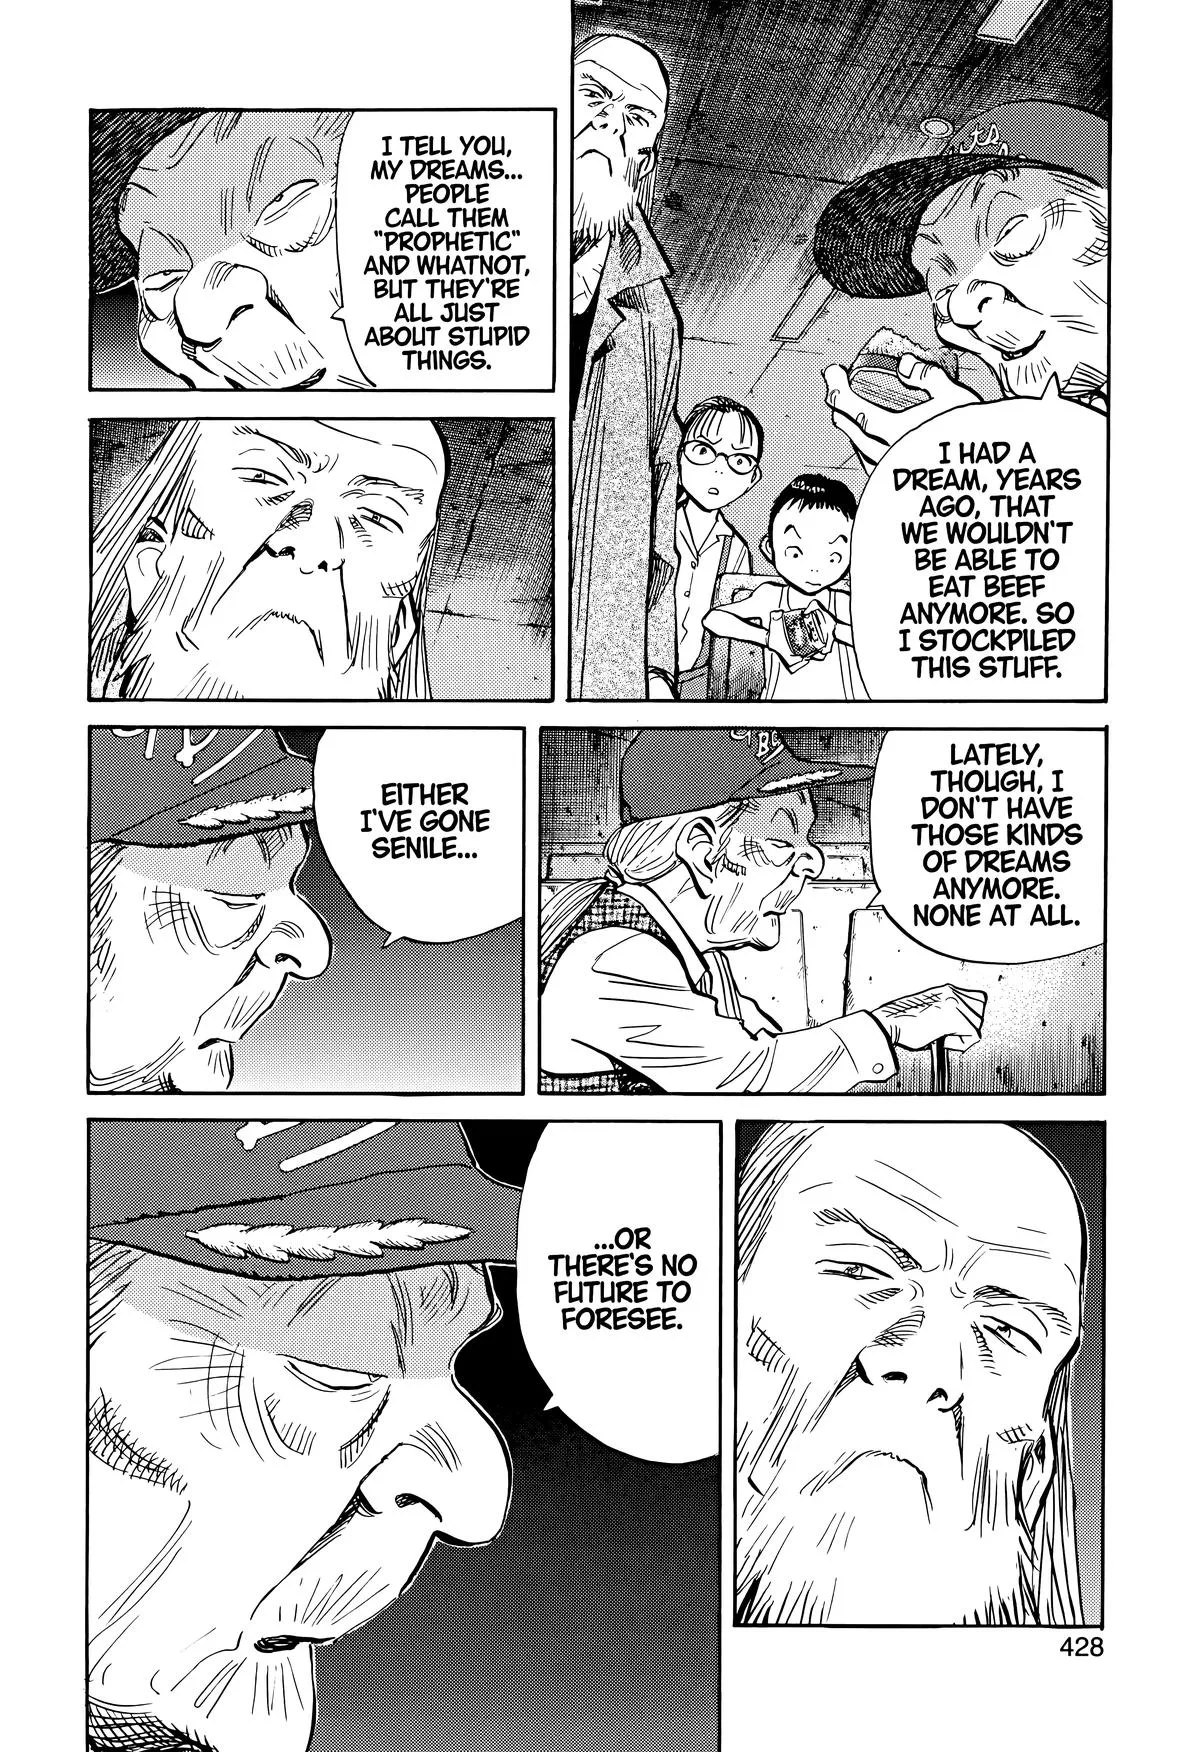 I HAD A
DREAM, YEARS
AGO, THAT
WE WOULDN'T
BE ABLE TO
EAT BEEF
ANYMORE. SO
I STOCKPILED
THIS STUFF.
I TELL YOU,
MY DREAMS...
PEOPLE
CALL THEM
"PROPHETIC"
AND WHATNOT,
BUT THEY'RE
ALL JUST
ABOUT STUPID
THINGS.
LATELY,
THOUGH, I
DON'T HAVE
THOSE KINDS
OF DREAMS
ANYMORE.
NONE AT ALL.
EITHER
I'VE GONE
SENILE...
...OR
THERE'S NO
FUTURE TO
FORESEE.
428